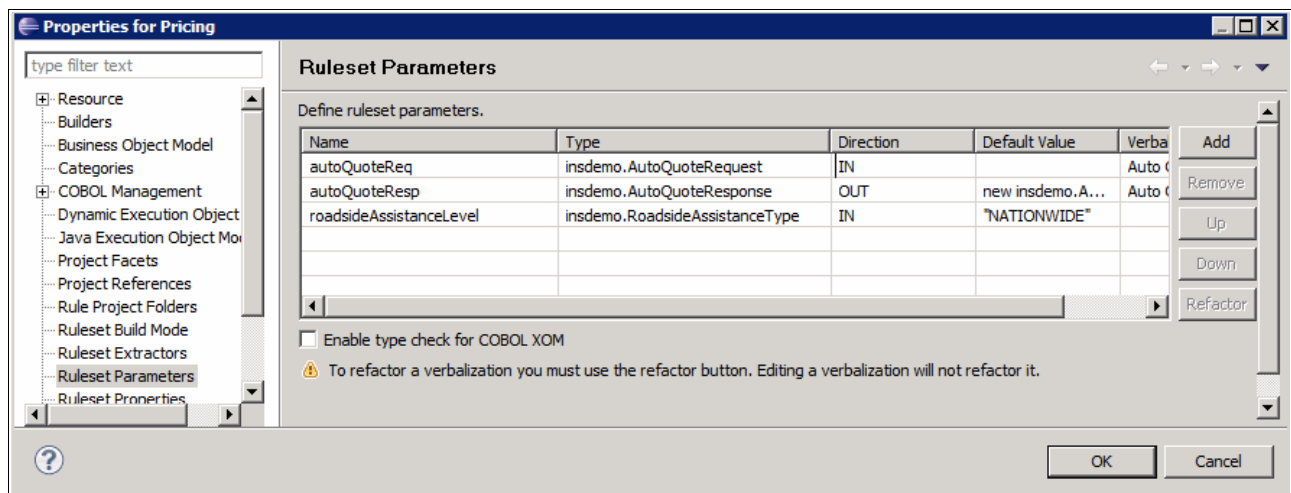 Properties for Pricing
type filter text
Resource
Builders
Business Object Model
Categories
COBOL Management
Dynamic Execution Object
Java Execution Object Mo
Project Facets
Project References
Rule Project Folders
Ruleset Build Mode
Ruleset Extractors
Ruleset Parameters
Ruleset Properties
Ruleset Parameters
Define ruleset parameters.
Name Type Direction Default Value Verba
autoQuoteReq insdemo.AutoQuoteRequest IN Auto
autoQuoteResp insdemo.AutoQuoteResponse OUT new insdemo.A... Auto
roadsideAssistanceLevel insdemo.RoadsideAssistanceType IN "NATIONWIDE"
Add
Remove
Up
Down
Refactor
Enable type check for COBOL XOM
To refactor a verbalization you must use the refactor button. Editing a verbalization will not refactor it.
OK Cancel